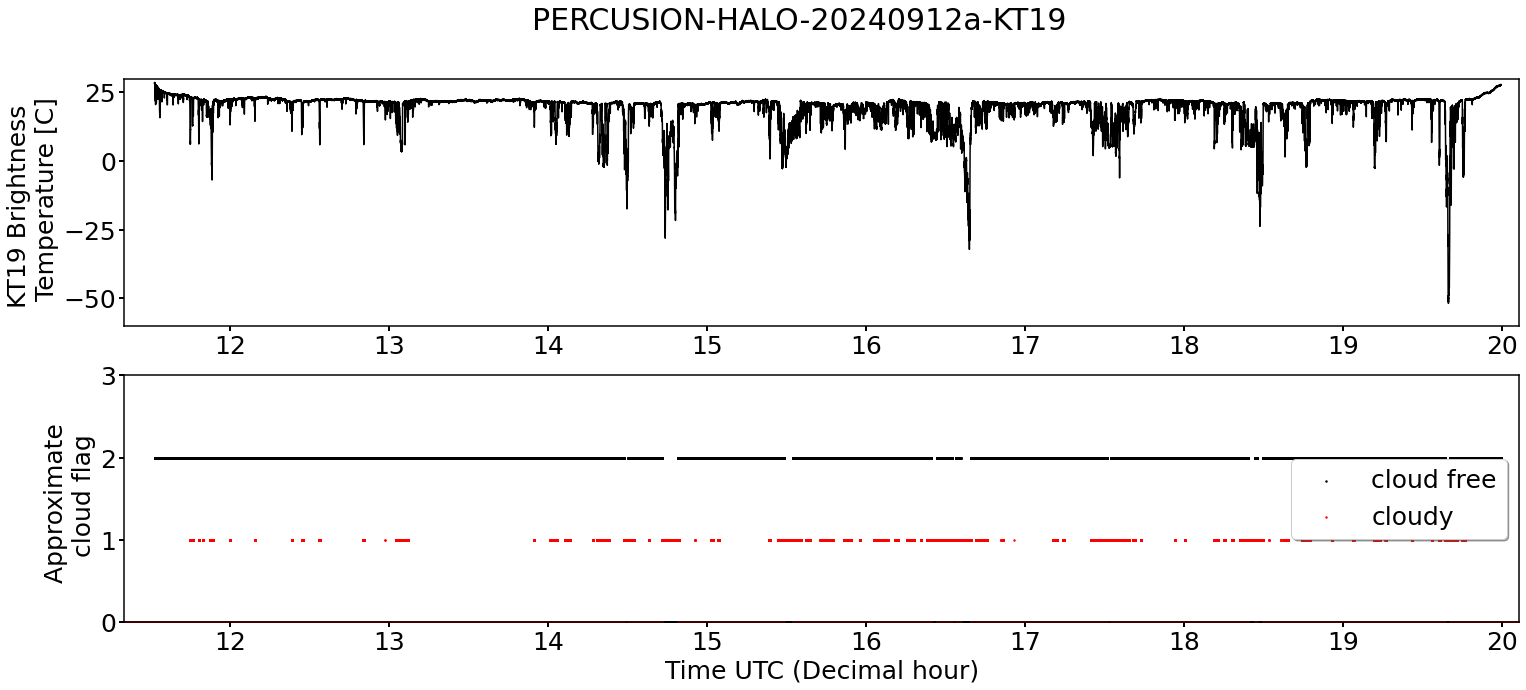 PERCUSION-HALO-20240912a-KT19
KT19 Brightness
Temperature [C]
25
0
−25
−50
12 13 14 15 16 17 18 19 20
Approximate
cloud flag
3
2
1
0
cloud free
cloudy
12 13 14 15 16 17 18 19 20
Time UTC (Decimal hour)